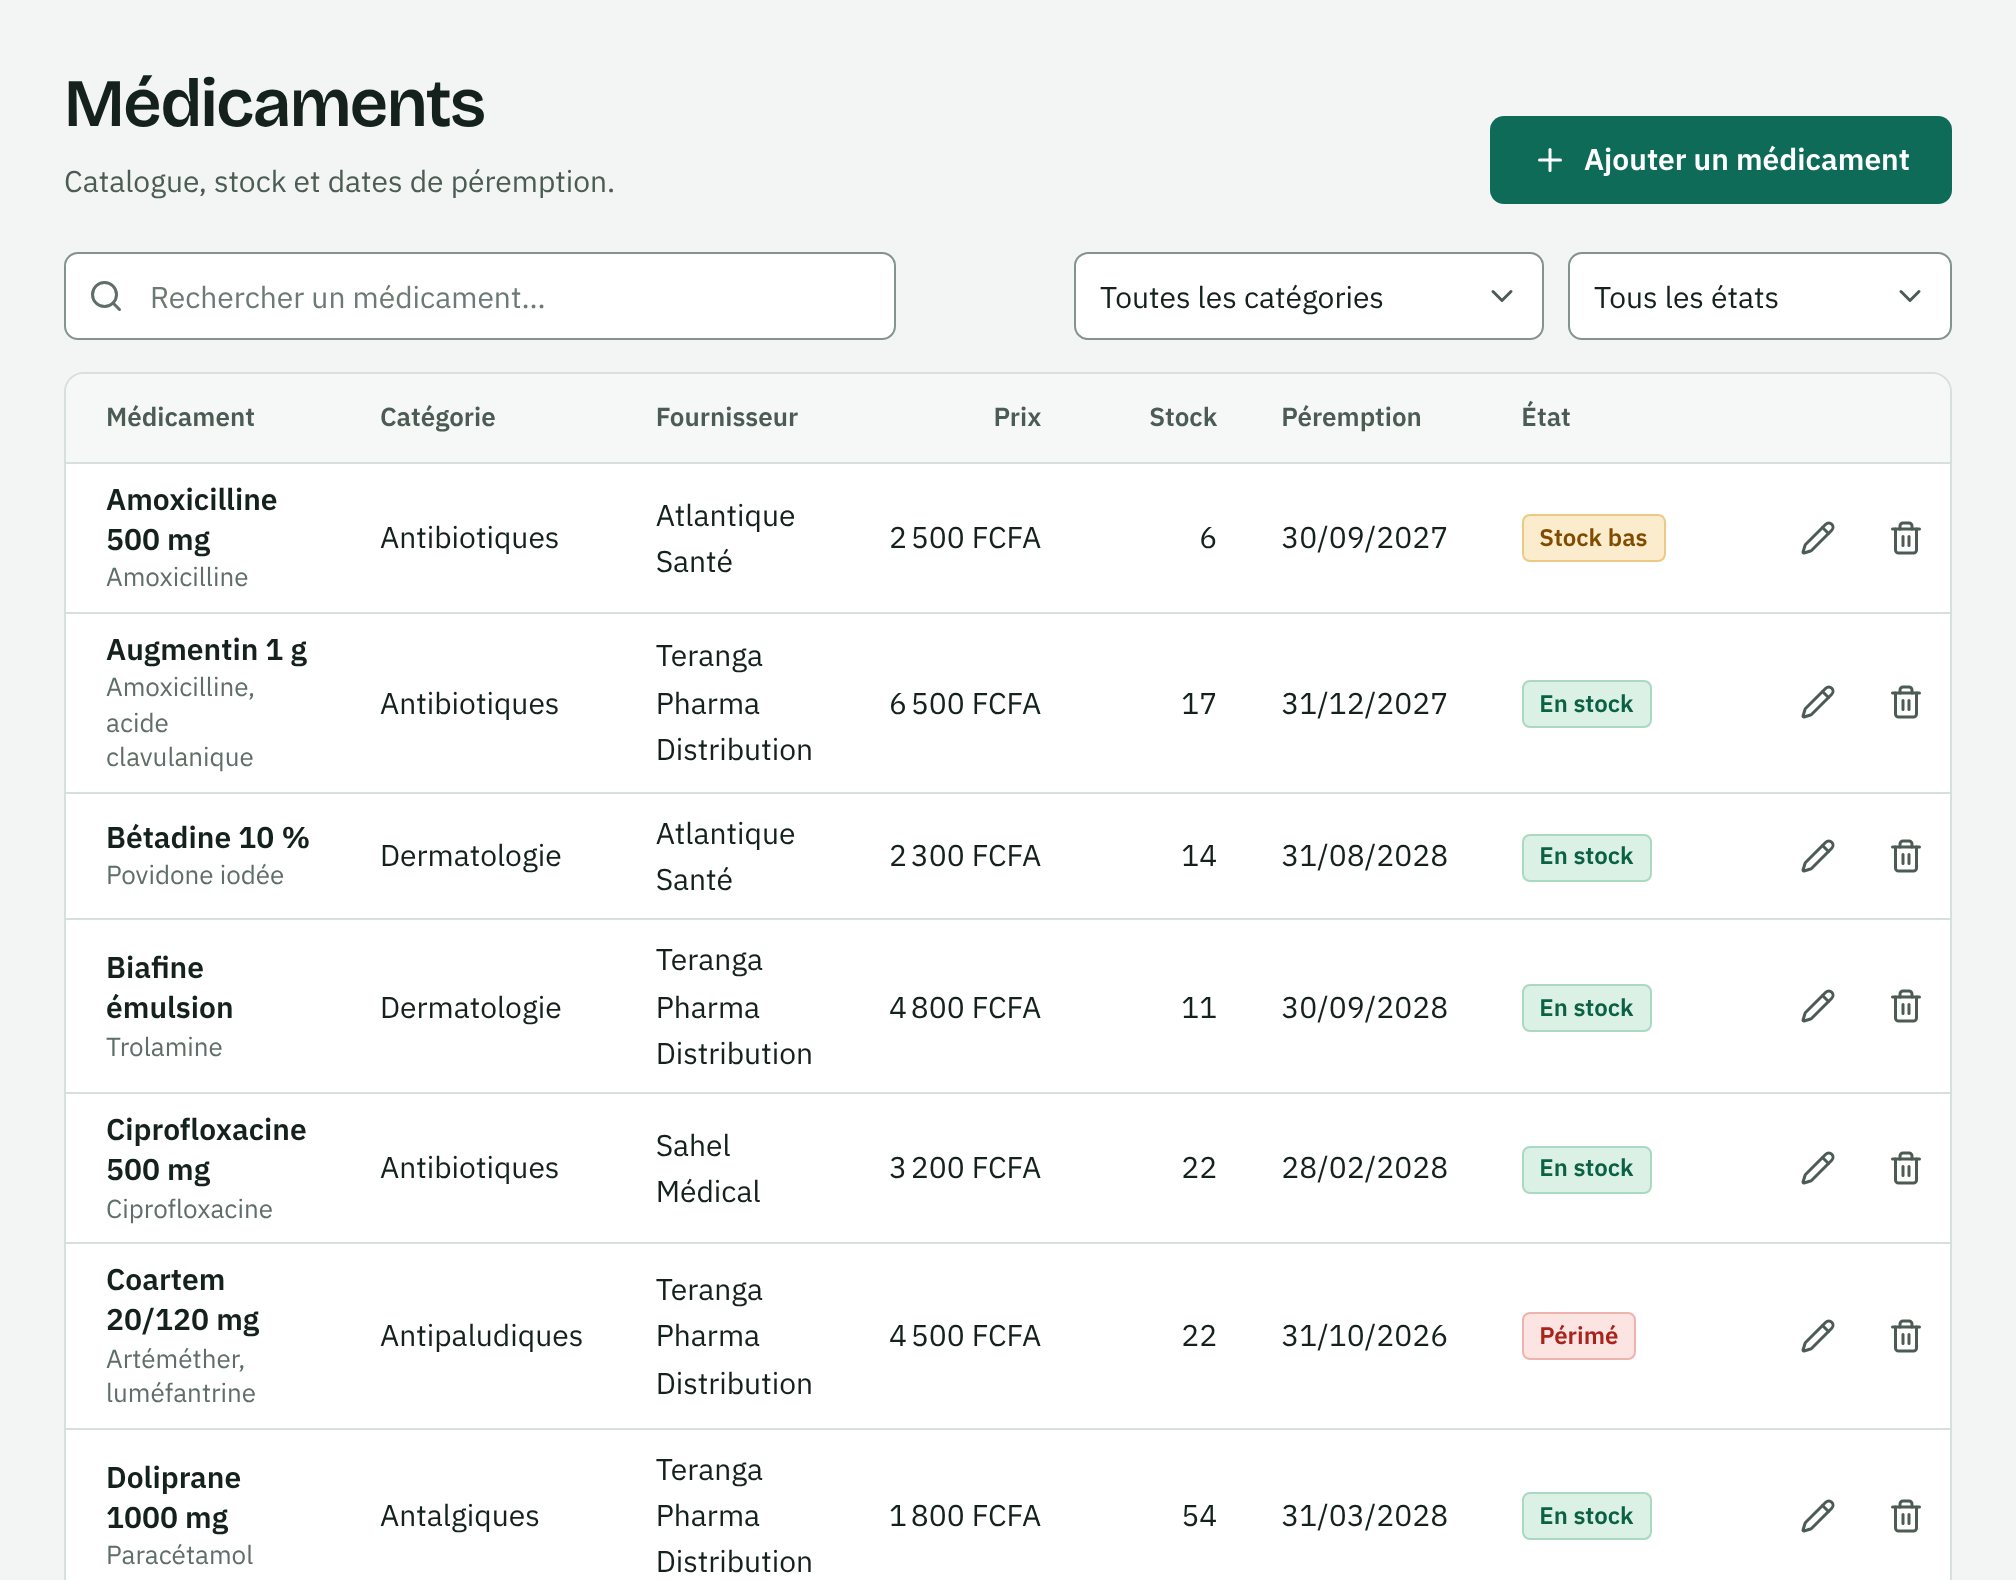 Médicaments
Catalogue, stock et dates de péremption.
+ Ajouter un médicament
Rechercher un médicament...
Toutes les catégories
Tous les états
Médicament Catégorie Fournisseur Prix Stock Péremption État
Amoxicilline
500 mg
Amoxicilline
Antibiotiques
Atlantique
Santé
2 500 FCFA
6
30/09/2027
Stock bas
Augmentin 1 g
Amoxicilline,
acide
clavulanique
Antibiotiques
Teranga
Pharma
Distribution
6 500 FCFA
17
31/12/2027
En stock
Bétadine 10 %
Povidone iodée
Dermatologie
Atlantique
Santé
2 300 FCFA
14
31/08/2028
En stock
Biafine
émulsion
Trolamine
Dermatologie
Teranga
Pharma
Distribution
4 800 FCFA
11
30/09/2028
En stock
Ciprofloxacine
500 mg
Ciprofloxacine
Antibiotiques
Sahel
Médical
3 200 FCFA
22
28/02/2028
En stock
Coartem
20/120 mg
Artéméther,
luméfantrine
Antipaludiques
Teranga
Pharma
Distribution
4 500 FCFA
22
31/10/2026
Périmé
Doliprane
1000 mg
Paracétamol
Antalgiques
Teranga
Pharma
Distribution
1 800 FCFA
54
31/03/2028
En stock